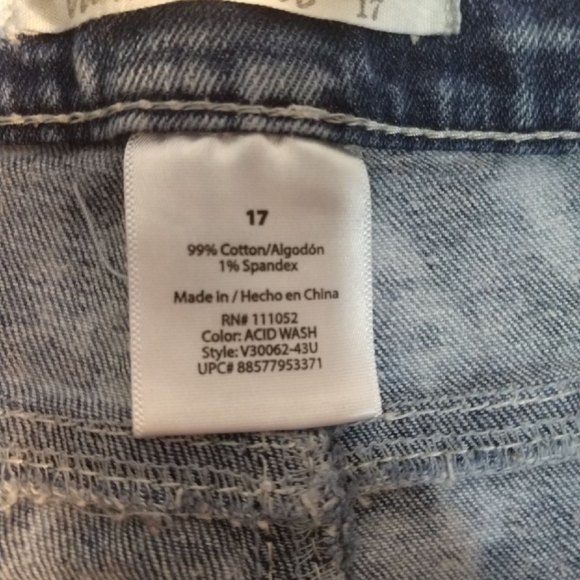 17
17
99% Cotton/Algodón
1% Spandex
Made in / Hecho en China
RN# 111052
Color: ACID WASH
Style: V30062-43U
UPC# 88577953371